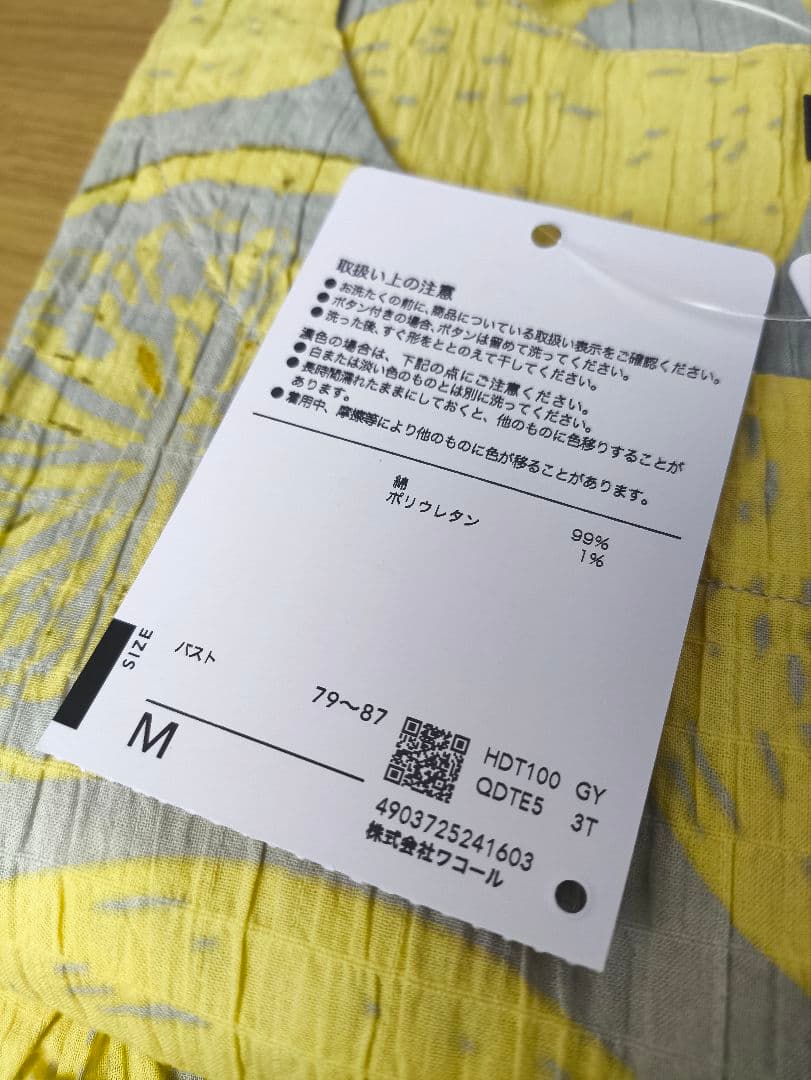 取扱い上の注意
●お洗たくの前に、商品についている取扱い表示をご確認ください。
●ボタン付きの場合、ボタンは留めて洗ってください。
●洗った後、すぐ形をととのえて干してください。
濃色の場合は、下記の点にご注意ください。
●白または淡い色のものとは別に洗ってください。
●長時間濡れたままにしておくと、他のものに色移りすることが
あります。
●着用中、摩擦等により他のものに色が移ることがあります。
綿 99%
ポリウレタン 1%
SIZE
バスト
79〜87
M
HDT100 GY
QDTE5 3T
4903725241603
株式会社ワコール